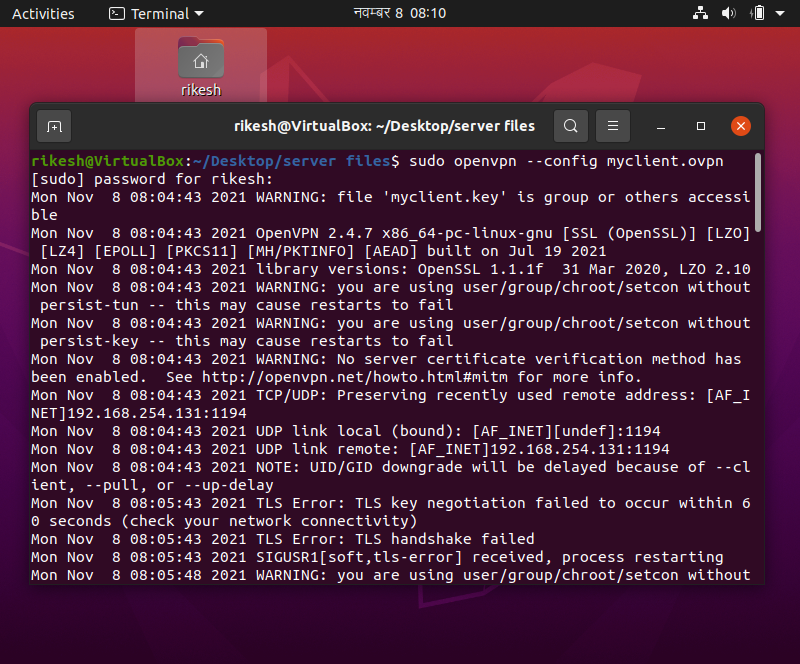 Activities Terminal नवम्बर 8 08:10
rikesh
rikesh@VirtualBox: ~/Desktop/server files
rikesh@VirtualBox:~/Desktop/server files$ sudo openvpn --config myclient.ovpn
[sudo] password for rikesh:
Mon Nov  8 08:04:43 2021 WARNING: file 'myclient.key' is group or others accessi
ble
Mon Nov  8 08:04:43 2021 OpenVPN 2.4.7 x86_64-pc-linux-gnu [SSL (OpenSSL)] [LZO]
 [LZ4] [EPOLL] [PKCS11] [MH/PKTINFO] [AEAD] built on Jul 19 2021
Mon Nov  8 08:04:43 2021 library versions: OpenSSL 1.1.1f  31 Mar 2020, LZO 2.10
Mon Nov  8 08:04:43 2021 WARNING: you are using user/group/chroot/setcon without
 persist-tun -- this may cause restarts to fail
Mon Nov  8 08:04:43 2021 WARNING: you are using user/group/chroot/setcon without
 persist-key -- this may cause restarts to fail
Mon Nov  8 08:04:43 2021 WARNING: No server certificate verification method has
been enabled.  See http://openvpn.net/howto.html#mitm for more info.
Mon Nov  8 08:04:43 2021 TCP/UDP: Preserving recently used remote address: [AF_I
NET]192.168.254.131:1194
Mon Nov  8 08:04:43 2021 UDP link local (bound): [AF_INET][undef]:1194
Mon Nov  8 08:04:43 2021 UDP link remote: [AF_INET]192.168.254.131:1194
Mon Nov  8 08:04:43 2021 NOTE: UID/GID downgrade will be delayed because of --cl
ient, --pull, or --up-delay
Mon Nov  8 08:05:43 2021 TLS Error: TLS key negotiation failed to occur within 6
0 seconds (check your network connectivity)
Mon Nov  8 08:05:43 2021 TLS Error: TLS handshake failed
Mon Nov  8 08:05:43 2021 SIGUSR1[soft,tls-error] received, process restarting
Mon Nov  8 08:05:48 2021 WARNING: you are using user/group/chroot/setcon without